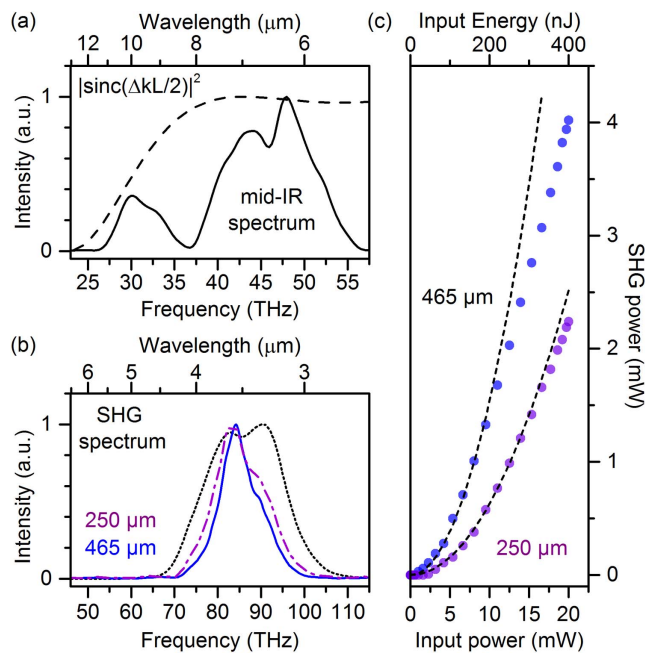 (a)
Wavelength (μm)
12
10
8
6
|sinc(ΔkL/2)|²
mid-IR
spectrum
Intensity (a.u.)
1
0
25
30
35
40
45
50
55
Frequency (THz)
(b)
Wavelength (μm)
6
5
4
3
SHG
spectrum
250 μm
465 μm
Intensity (a.u.)
1
0
50
60
70
80
90
100
110
Frequency (THz)
(c)
Input Energy (nJ)
0
200
400
465 μm
250 μm
SHG power (mW)
4
3
2
1
0
0
5
10
15
20
Input power (mW)